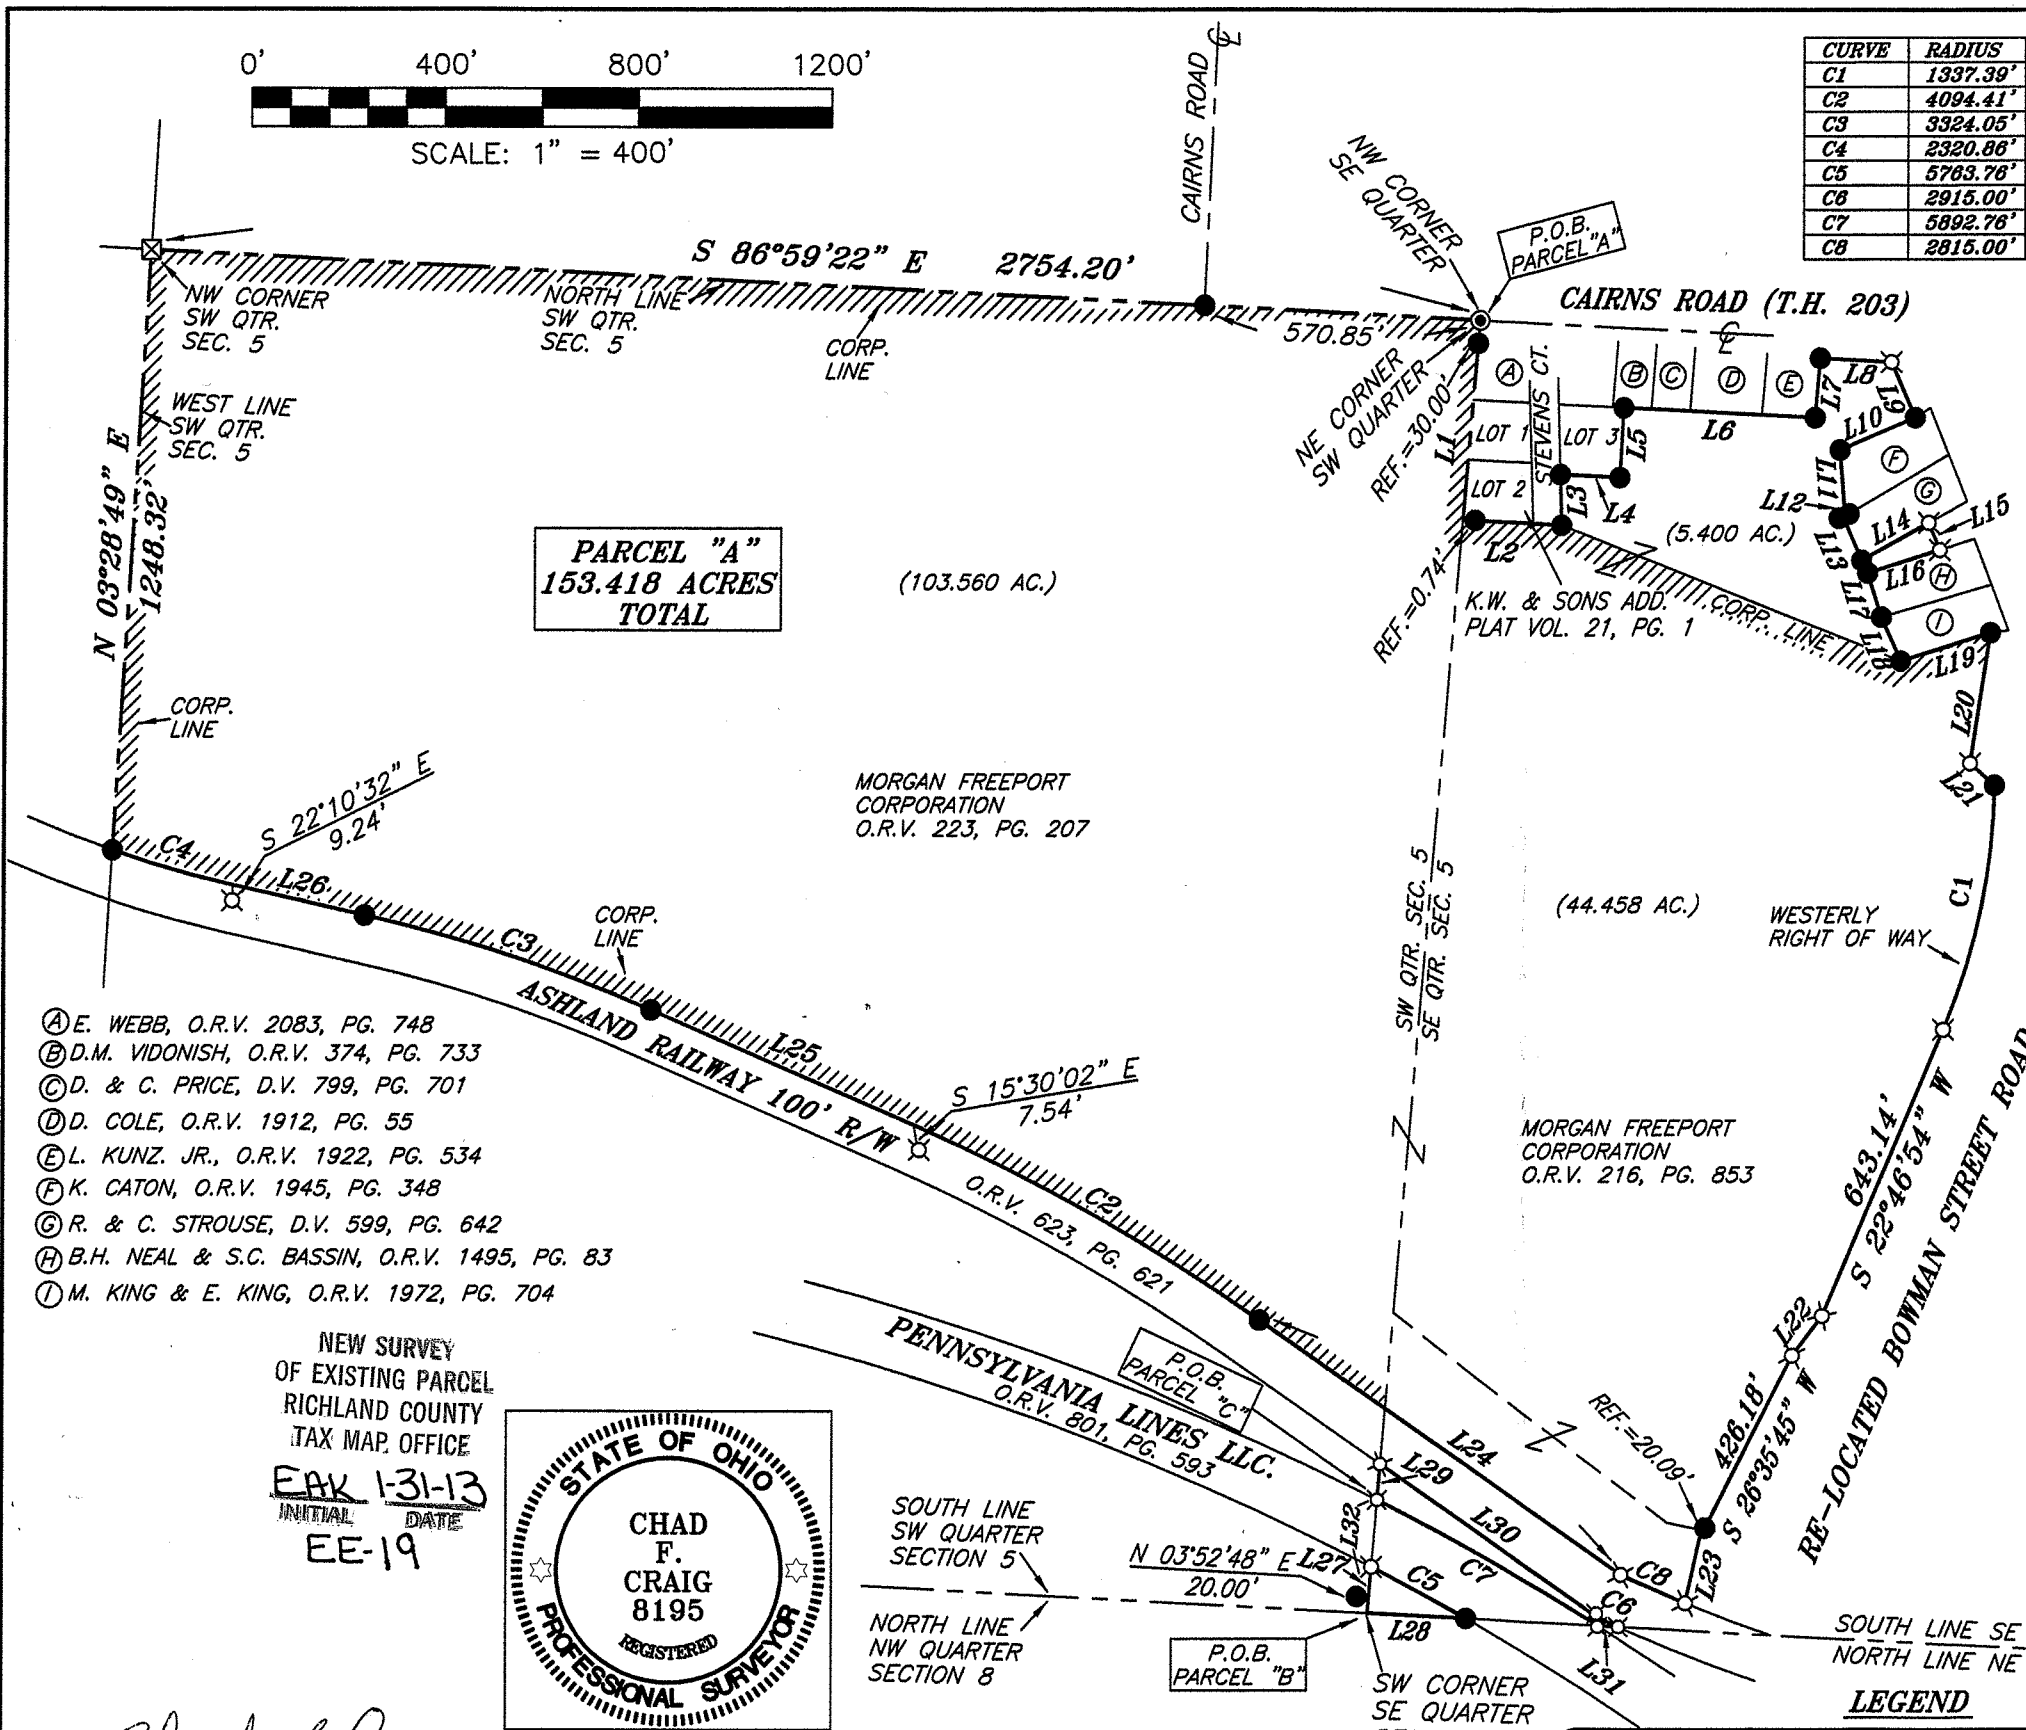 0' 400' 800' 1200'
SCALE: 1" = 400'
CURVE RADIUS
C1 1337.39'
C2 4094.41'
C3 3324.05'
C4 2320.86'
C5 5763.76'
C6 2915.00'
C7 5892.76'
C8 2815.00'
CAIRNS ROAD
℄
NW CORNER
SE QUARTER
P.O.B.
PARCEL "A"
S 86°59'22" E 2754.20'
CAIRNS ROAD (T.H. 203)
℄
570.85'
NW CORNER
SW QTR.
SEC. 5
NORTH LINE
SW QTR.
SEC. 5
CORP.
LINE
NE CORNER
SW QUARTER
REF.=30.00'
WEST LINE
SW QTR.
SEC. 5
N 03°28'49" E
1248.32'
A
B
C
D
E
STEVENS CT.
L7
L8
L9
L10
L1
LOT 1
LOT 3
L5
L6
F
L11
G
LOT 2
L3
L4
L12
L14
L15
(5.400 AC.)
L2
L13
L16
H
REF.=0.74'
K.W. & SONS ADD.
PLAT VOL. 21, PG. 1
CORP. LINE
L17
I
L18
L19
PARCEL "A"
153.418 ACRES
TOTAL
(103.560 AC.)
CORP.
LINE
L20
L21
S 22°10'32" E
9.24'
MORGAN FREEPORT
CORPORATION
O.R.V. 223, PG. 207
C4
L26
C3
CORP.
LINE
SW QTR. SEC. 5
SE QTR. SEC. 5
(44.458 AC.)
WESTERLY
RIGHT OF WAY
C1
ASHLAND RAILWAY 100' R/W
L25
S 15°30'02" E
7.54'
A E. WEBB, O.R.V. 2083, PG. 748
B D.M. VIDONISH, O.R.V. 374, PG. 733
C D. & C. PRICE, D.V. 799, PG. 701
D D. COLE, O.R.V. 1912, PG. 55
E L. KUNZ. JR., O.R.V. 1922, PG. 534
F K. CATON, O.R.V. 1945, PG. 348
G R. & C. STROUSE, D.V. 599, PG. 642
H B.H. NEAL & S.C. BASSIN, O.R.V. 1495, PG. 83
I M. KING & E. KING, O.R.V. 1972, PG. 704
MORGAN FREEPORT
CORPORATION
O.R.V. 216, PG. 853
643.14'
S 22°46'54" W
O.R.V. 623, PG. 621
C2
L22
RE-LOCATED BOWMAN STREET ROAD
426.18'
S 26°35'45" W
REF.=20.09'
PENNSYLVANIA LINES LLC.
O.R.V. 801, PG. 593
P.O.B.
PARCEL "C"
L24
L29
L30
L32
NEW SURVEY
OF EXISTING PARCEL
RICHLAND COUNTY
TAX MAP OFFICE
EAK 1-31-13
INITIAL DATE
EE-19
STATE OF OHIO
CHAD
F.
CRAIG
8195
REGISTERED
PROFESSIONAL SURVEYOR
SOUTH LINE
SW QUARTER
SECTION 5
NORTH LINE
NW QUARTER
SECTION 8
N 03°52'48" E
20.00'
L27
C5
C7
C8
L23
C6
L28
L31
P.O.B.
PARCEL "B"
SW CORNER
SE QUARTER
SOUTH LINE SE
NORTH LINE NE
LEGEND